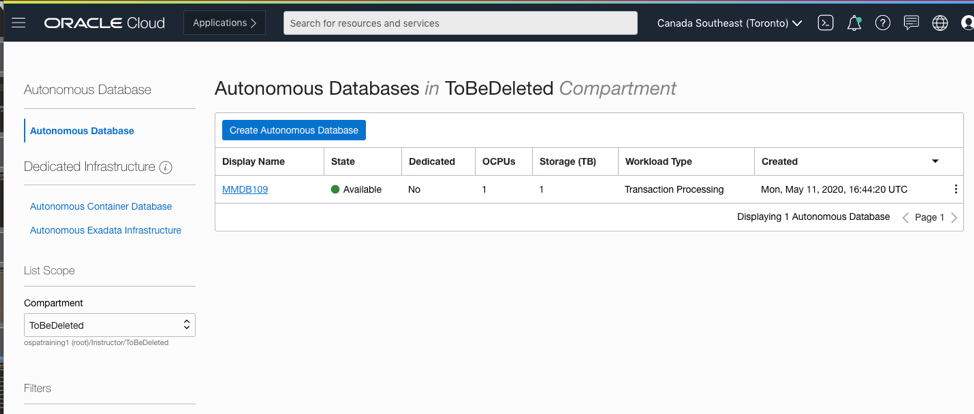 ORACLE Cloud
Applications
Search for resources and services
Canada Southeast (Toronto)
Autonomous Database
Autonomous Database
Dedicated Infrastructure
Autonomous Container Database
Autonomous Exadata Infrastructure
List Scope
Compartment
ToBeDeleted
ospatraining1 (root)/Instructor/ToBeDeleted
Filters
Autonomous Databases in ToBeDeleted Compartment
Create Autonomous Database
Display Name State Dedicated OCPUs Storage (TB) Workload Type Created
MMDB109 Available No 1 1 Transaction Processing Mon, May 11, 2020, 16:44:20 UTC
Displaying 1 Autonomous Database Page 1